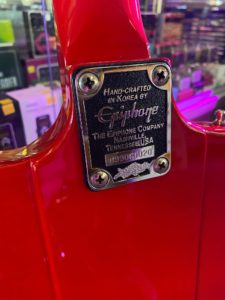 HAND-CRAFTED
IN KOREA BY
Epiphone
THE EPIPHONE COMPANY
NASHVILLE,
TENNESSEE USA